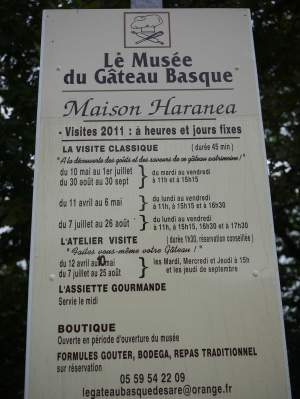 Le Musée
du Gâteau Basque
Maison Haranea
- Visites 2011 : à heures et jours fixes
LA VISITE CLASSIQUE ( durée 45 min )
"A la découverte des goûts et des saveurs de ce gâteau patrimoine!"
du 10 mai au 1er juillet
du 30 août au 30 sept } du mardi au vendredi
à 11h et à 15h15
du 11 avril au 6 mai } du lundi au vendredi
à 11h, à 15h15 et à 16h30
du 7 juillet au 26 août } du lundi au vendredi
à 11h, à 15h15, 16h30 et à 17h30
L'ATELIER VISITE (durée 1h30, réservation conseillée)
" Faites vous-même votre Gâteau ! "
du 12 avril au 10 mai
du 7 juillet au 25 août } les Mardi, Mercredi et Jeudi à 15h
et les jeudi de septembre
L'ASSIETTE GOURMANDE
Servie le midi
BOUTIQUE
Ouverte en période d'ouverture du musée
FORMULES GOUTER, BODEGA, REPAS TRADITIONNEL
sur réservation
05 59 54 22 09
legateaubasquedesare@orange.fr